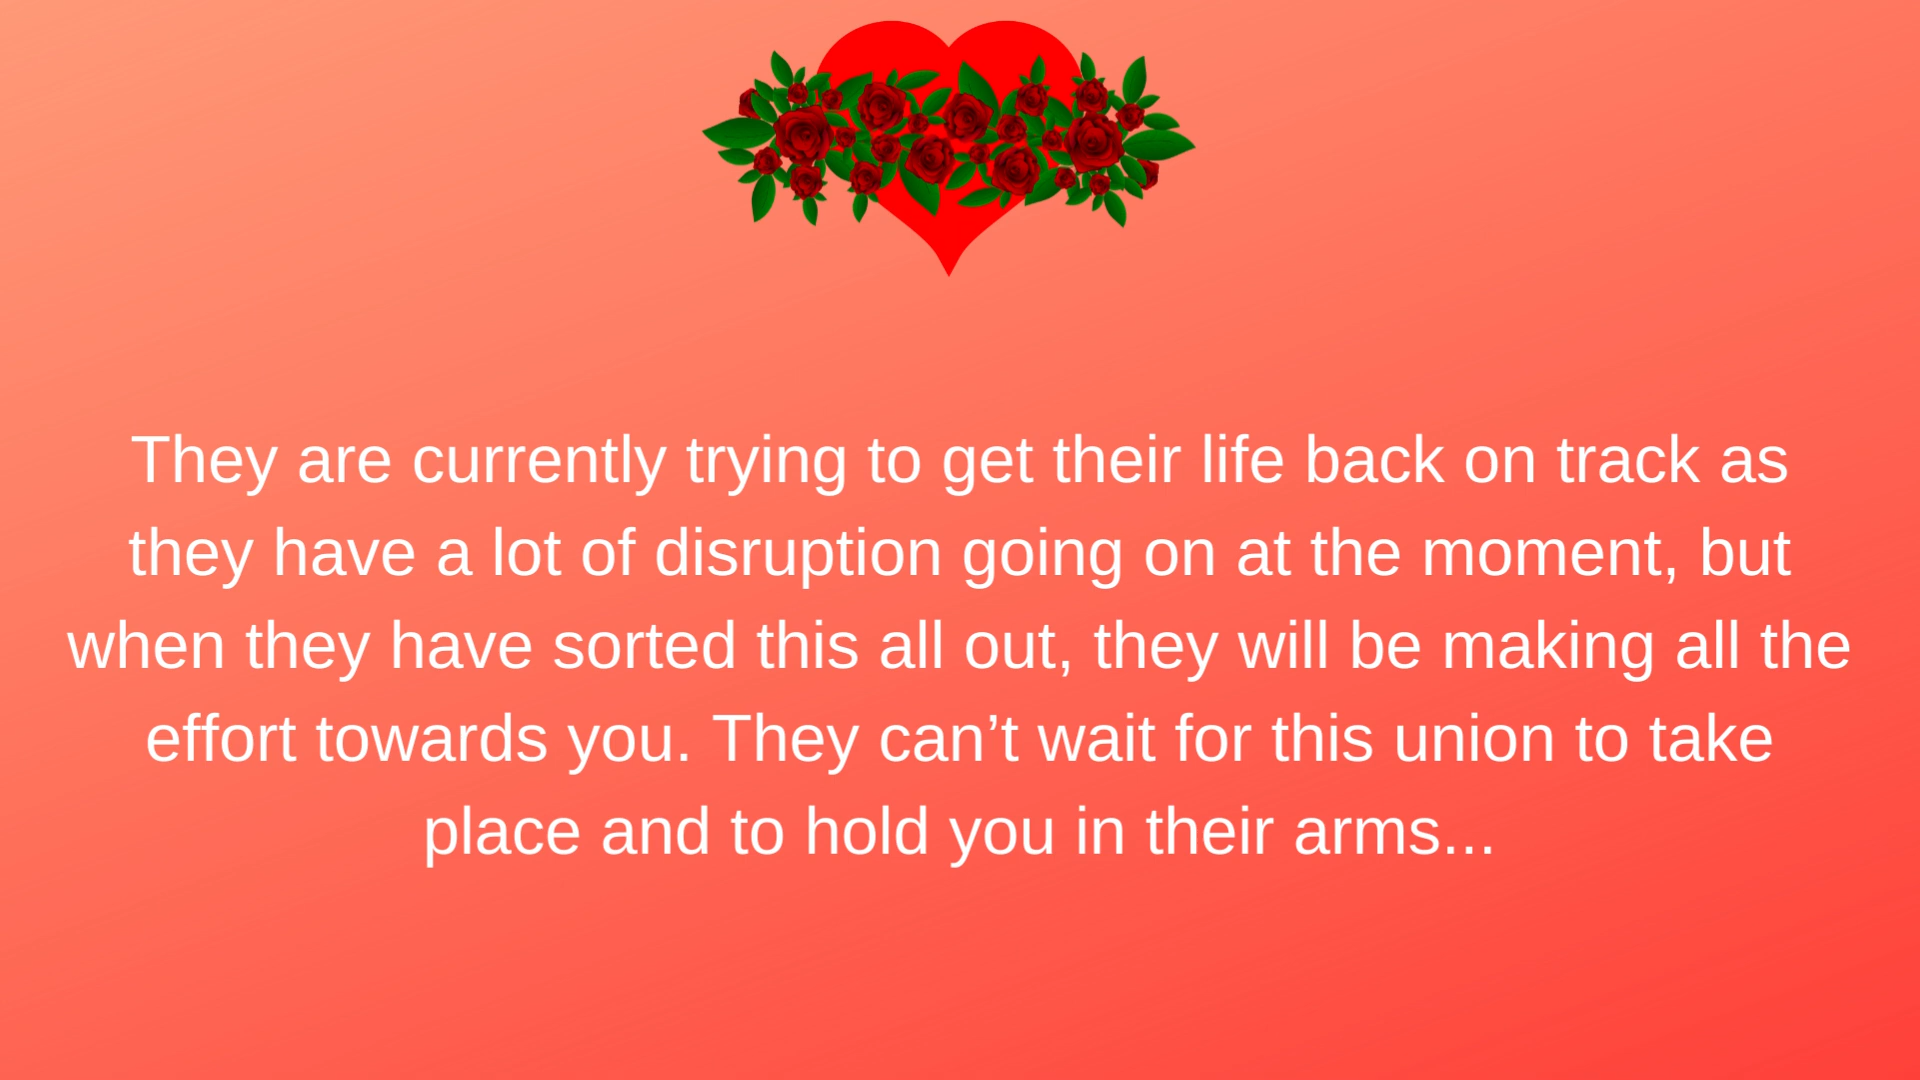 They are currently trying to get their life back on track as
they have a lot of disruption going on at the moment, but
when they have sorted this all out, they will be making all the
effort towards you. They can’t wait for this union to take
place and to hold you in their arms...